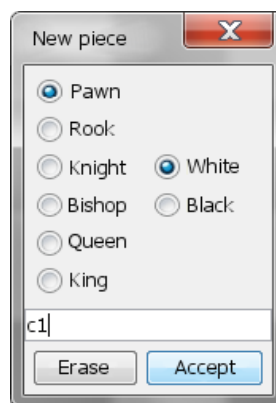 New piece
Pawn
Rook
Knight White
Bishop Black
Queen
King
c1
Erase Accept